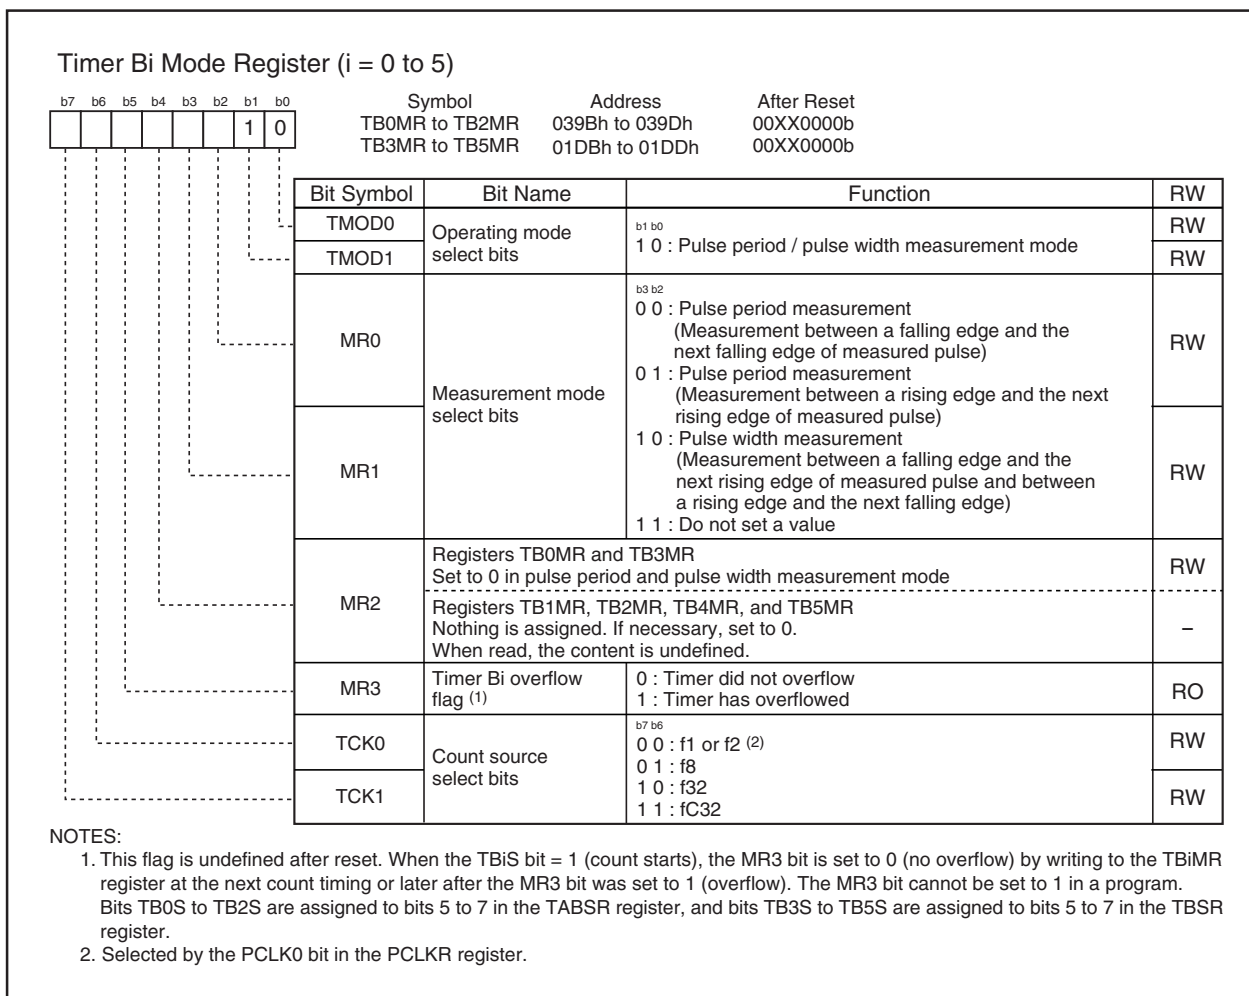 Timer Bi Mode Register (i = 0 to 5)
b7 b6 b5 b4 b3 b2 b1 b0
1 0
Symbol Address After Reset
TB0MR to TB2MR 039Bh to 039Dh 00XX0000b
TB3MR to TB5MR 01DBh to 01DDh 00XX0000b
Bit Symbol Bit Name Function RW
TMOD0 RW
TMOD1 RW
Operating mode
select bits
b1 b0
1 0 : Pulse period / pulse width measurement mode
MR0 RW
MR1 RW
Measurement mode
select bits
b3 b2
0 0 : Pulse period measurement
(Measurement between a falling edge and the
next falling edge of measured pulse)
0 1 : Pulse period measurement
(Measurement between a rising edge and the next
rising edge of measured pulse)
1 0 : Pulse width measurement
(Measurement between a falling edge and the
next rising edge of measured pulse and between
a rising edge and the next falling edge)
1 1 : Do not set a value
MR2
Registers TB0MR and TB3MR
Set to 0 in pulse period and pulse width measurement mode
RW
Registers TB1MR, TB2MR, TB4MR, and TB5MR
Nothing is assigned. If necessary, set to 0.
When read, the content is undefined.
–
MR3
Timer Bi overflow
flag (1)
0 : Timer did not overflow
1 : Timer has overflowed
RO
TCK0 RW
TCK1 RW
Count source
select bits
b7 b6
0 0 : f1 or f2 (2)
0 1 : f8
1 0 : f32
1 1 : fC32
NOTES:
1. This flag is undefined after reset. When the TBiS bit = 1 (count starts), the MR3 bit is set to 0 (no overflow) by writing to the TBiMR
register at the next count timing or later after the MR3 bit was set to 1 (overflow). The MR3 bit cannot be set to 1 in a program.
Bits TB0S to TB2S are assigned to bits 5 to 7 in the TABSR register, and bits TB3S to TB5S are assigned to bits 5 to 7 in the TBSR
register.
2. Selected by the PCLK0 bit in the PCLKR register.